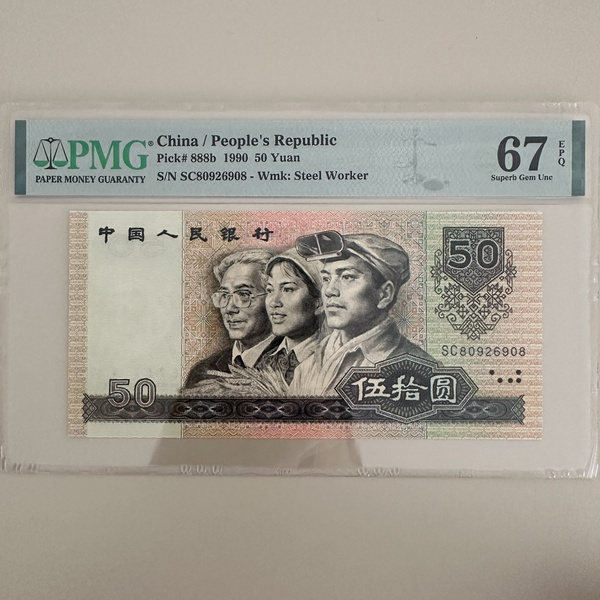 PMG®
PAPER MONEY GUARANTY
China / People's Republic
Pick# 888b 1990 50 Yuan
S/N SC80926908 - Wmk: Steel Worker
67 EPQ
Superb Gem Unc
中国人民银行
50
SC80926908
50
伍拾圆